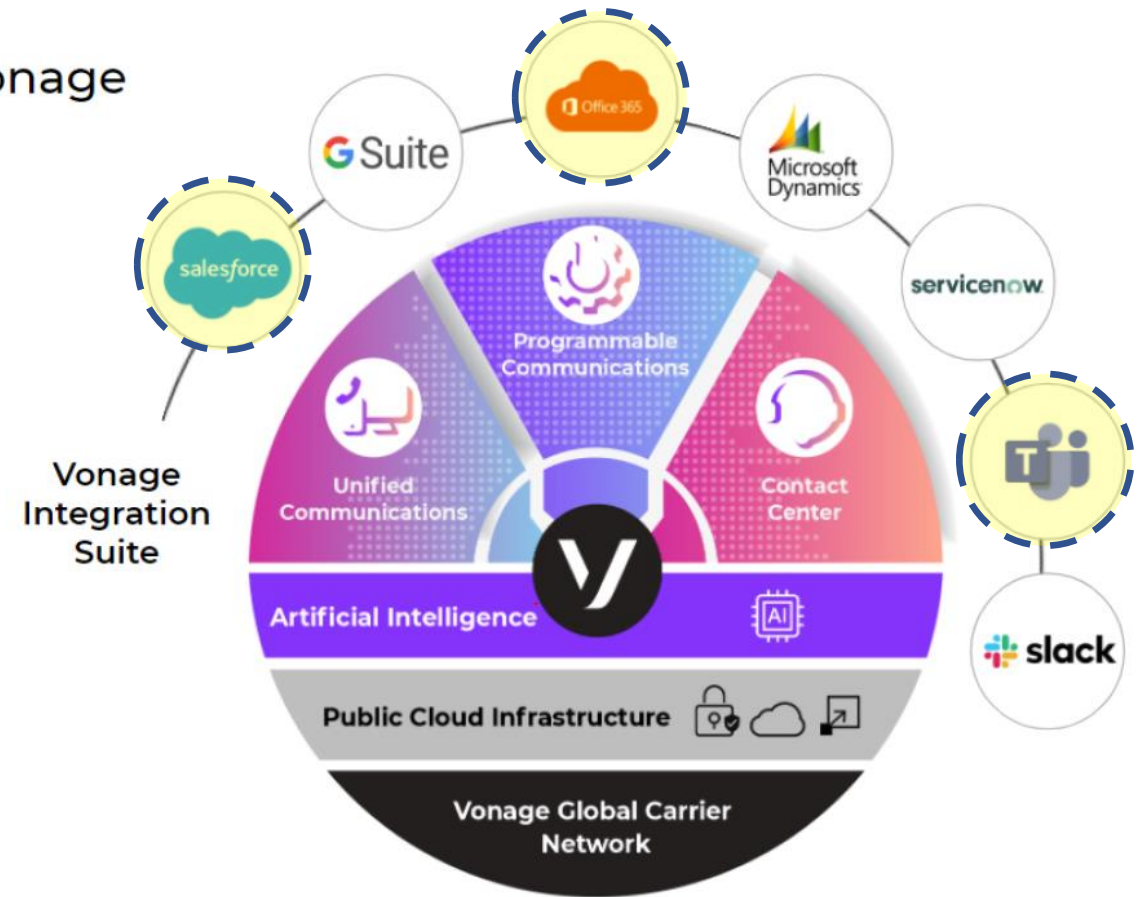 onage
Office 365
G Suite
Microsoft
Dynamics
salesforce
servicenow
Programmable
Communications
Unified
Communications
Contact
Center
T
Vonage
Integration
Suite
Artificial Intelligence
AI
slack
Public Cloud Infrastructure
Vonage Global Carrier
Network